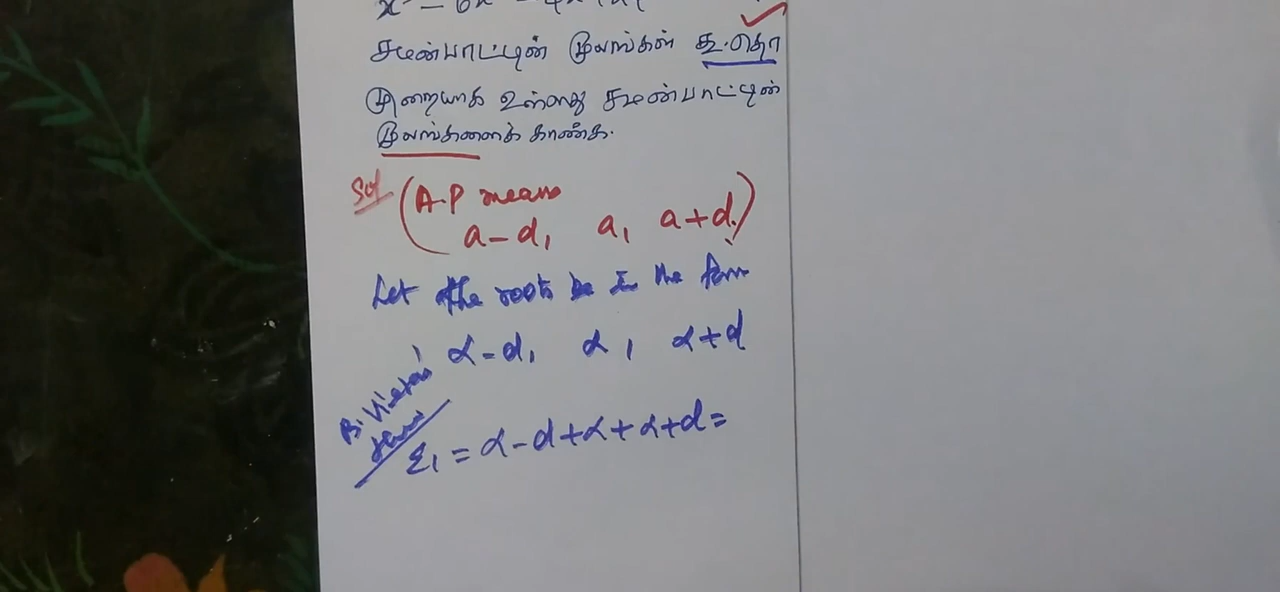 சமன்பாட்டின் மூலங்கள் கூ.தொ
முறையாக உள்ளது சமன்பாட்டின்
மூலங்களைக் காண்க.
Sol (A.P means
a-d, a, a+d.)
Let the roots be in the form
α-d, α, α+d
By Vieta's
Σ₁ = α-d+α+α+d=